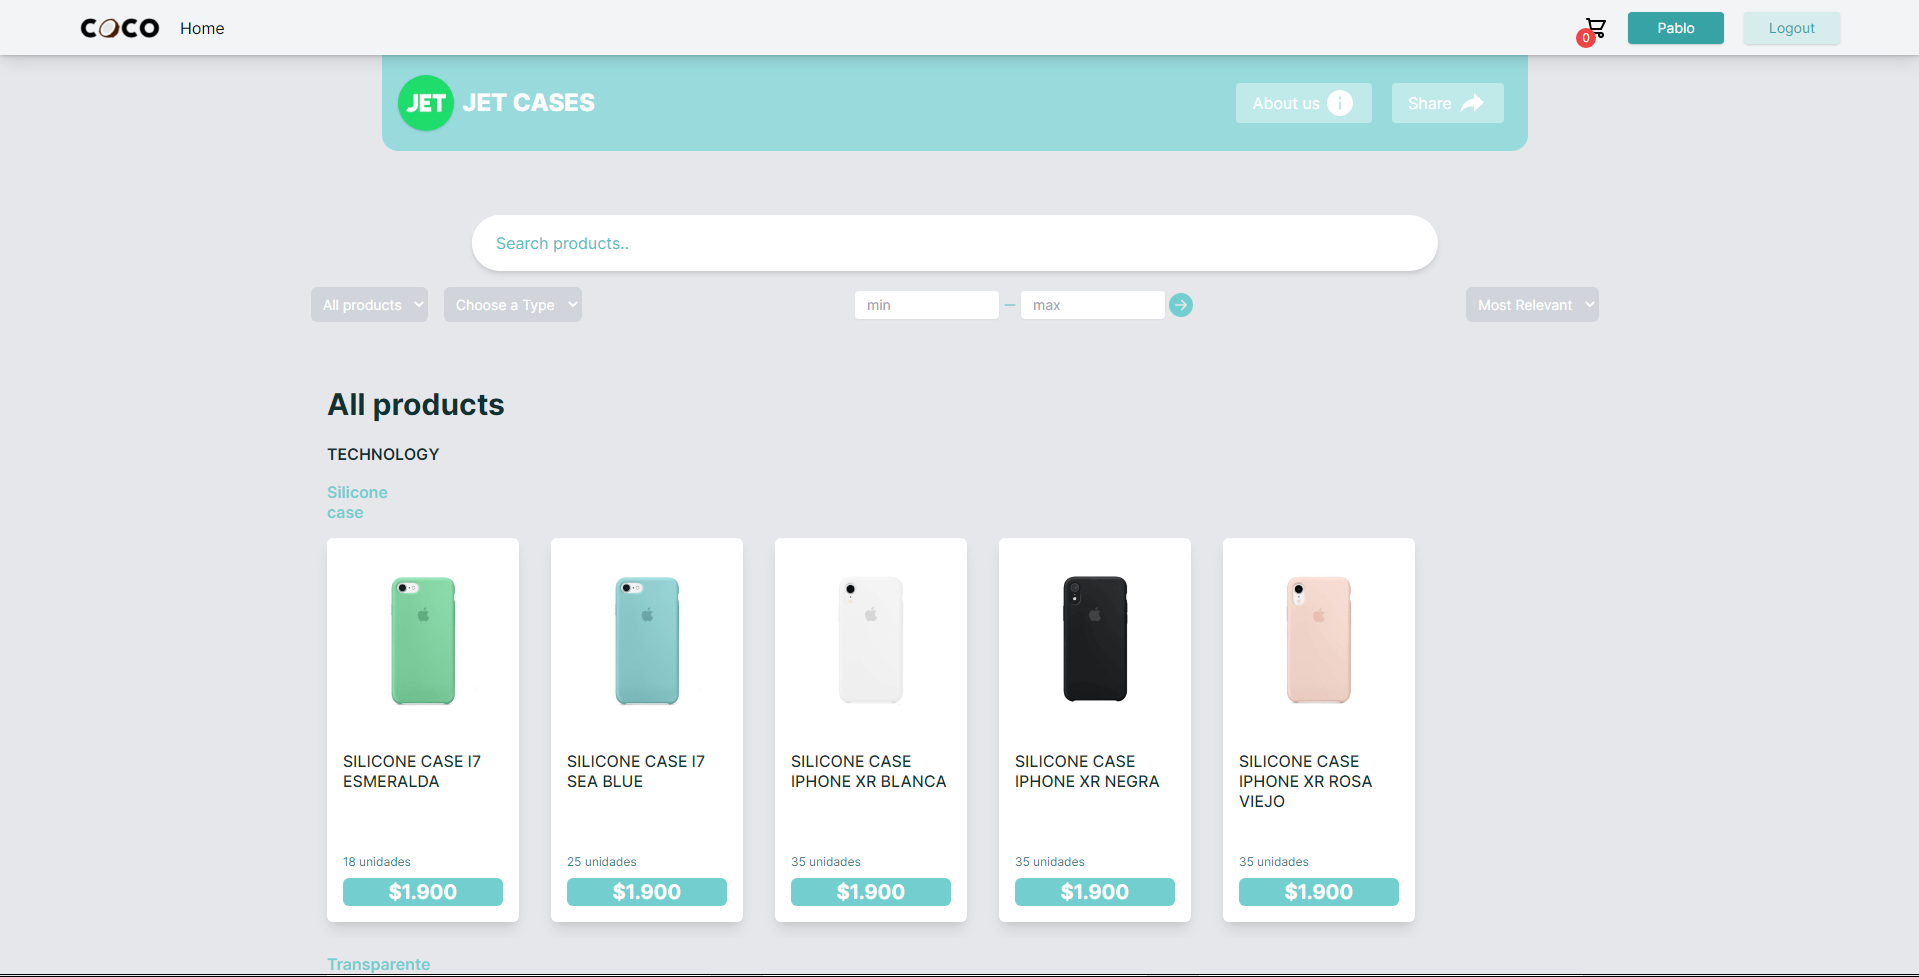 COCO Home 0 Pablo Logout
JET JET CASES About us i Share
Search products..
All products Choose a Type min max Most Relevant
All products
TECHNOLOGY
Silicone
case
SILICONE CASE I7
ESMERALDA
18 unidades
$1.900
SILICONE CASE I7
SEA BLUE
25 unidades
$1.900
SILICONE CASE
IPHONE XR BLANCA
35 unidades
$1.900
SILICONE CASE
IPHONE XR NEGRA
35 unidades
$1.900
SILICONE CASE
IPHONE XR ROSA
VIEJO
35 unidades
$1.900
Transparente